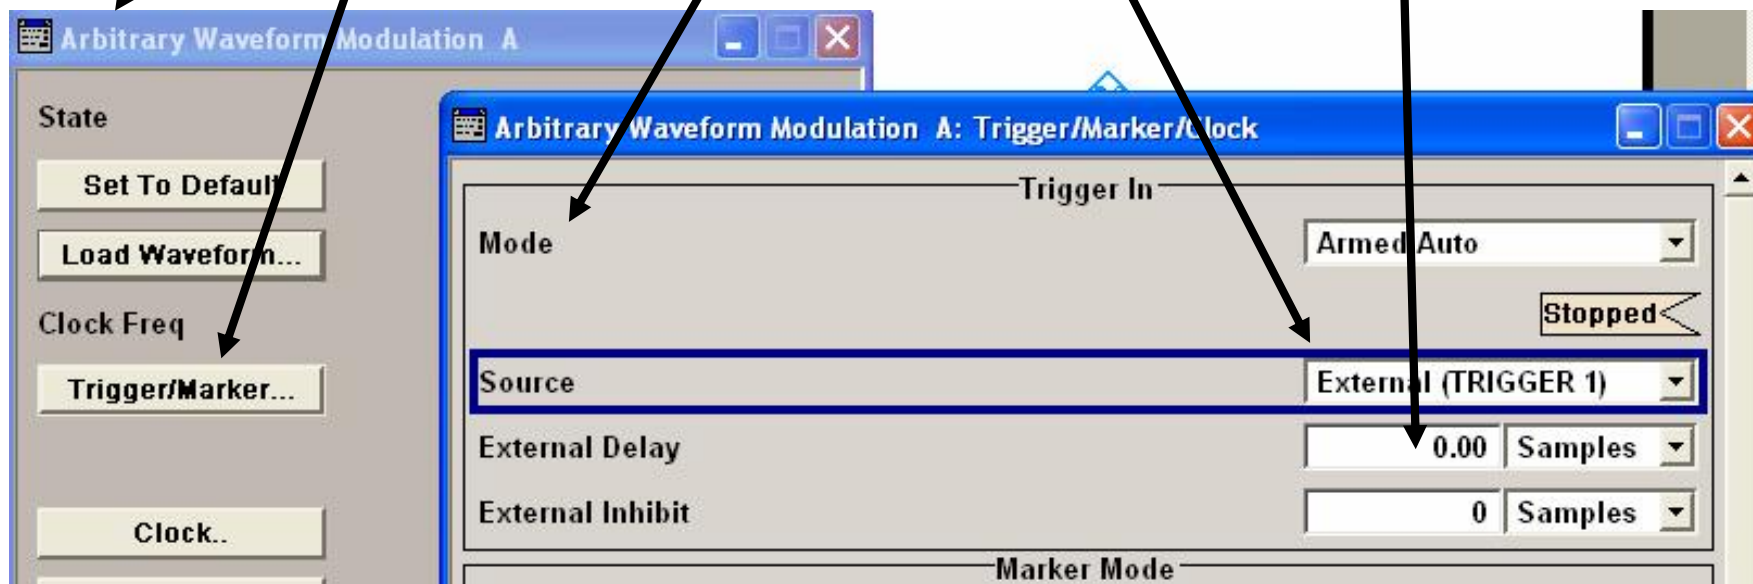 Arbitrary Waveform Modulation A
State
Set To Default
Load Waveform...
Clock Freq
Trigger/Marker...
Clock..
Arbitrary Waveform Modulation A: Trigger/Marker/Clock
Trigger In
Mode Armed Auto
Stopped
Source External (TRIGGER 1)
External Delay 0.00 Samples
External Inhibit 0 Samples
Marker Mode